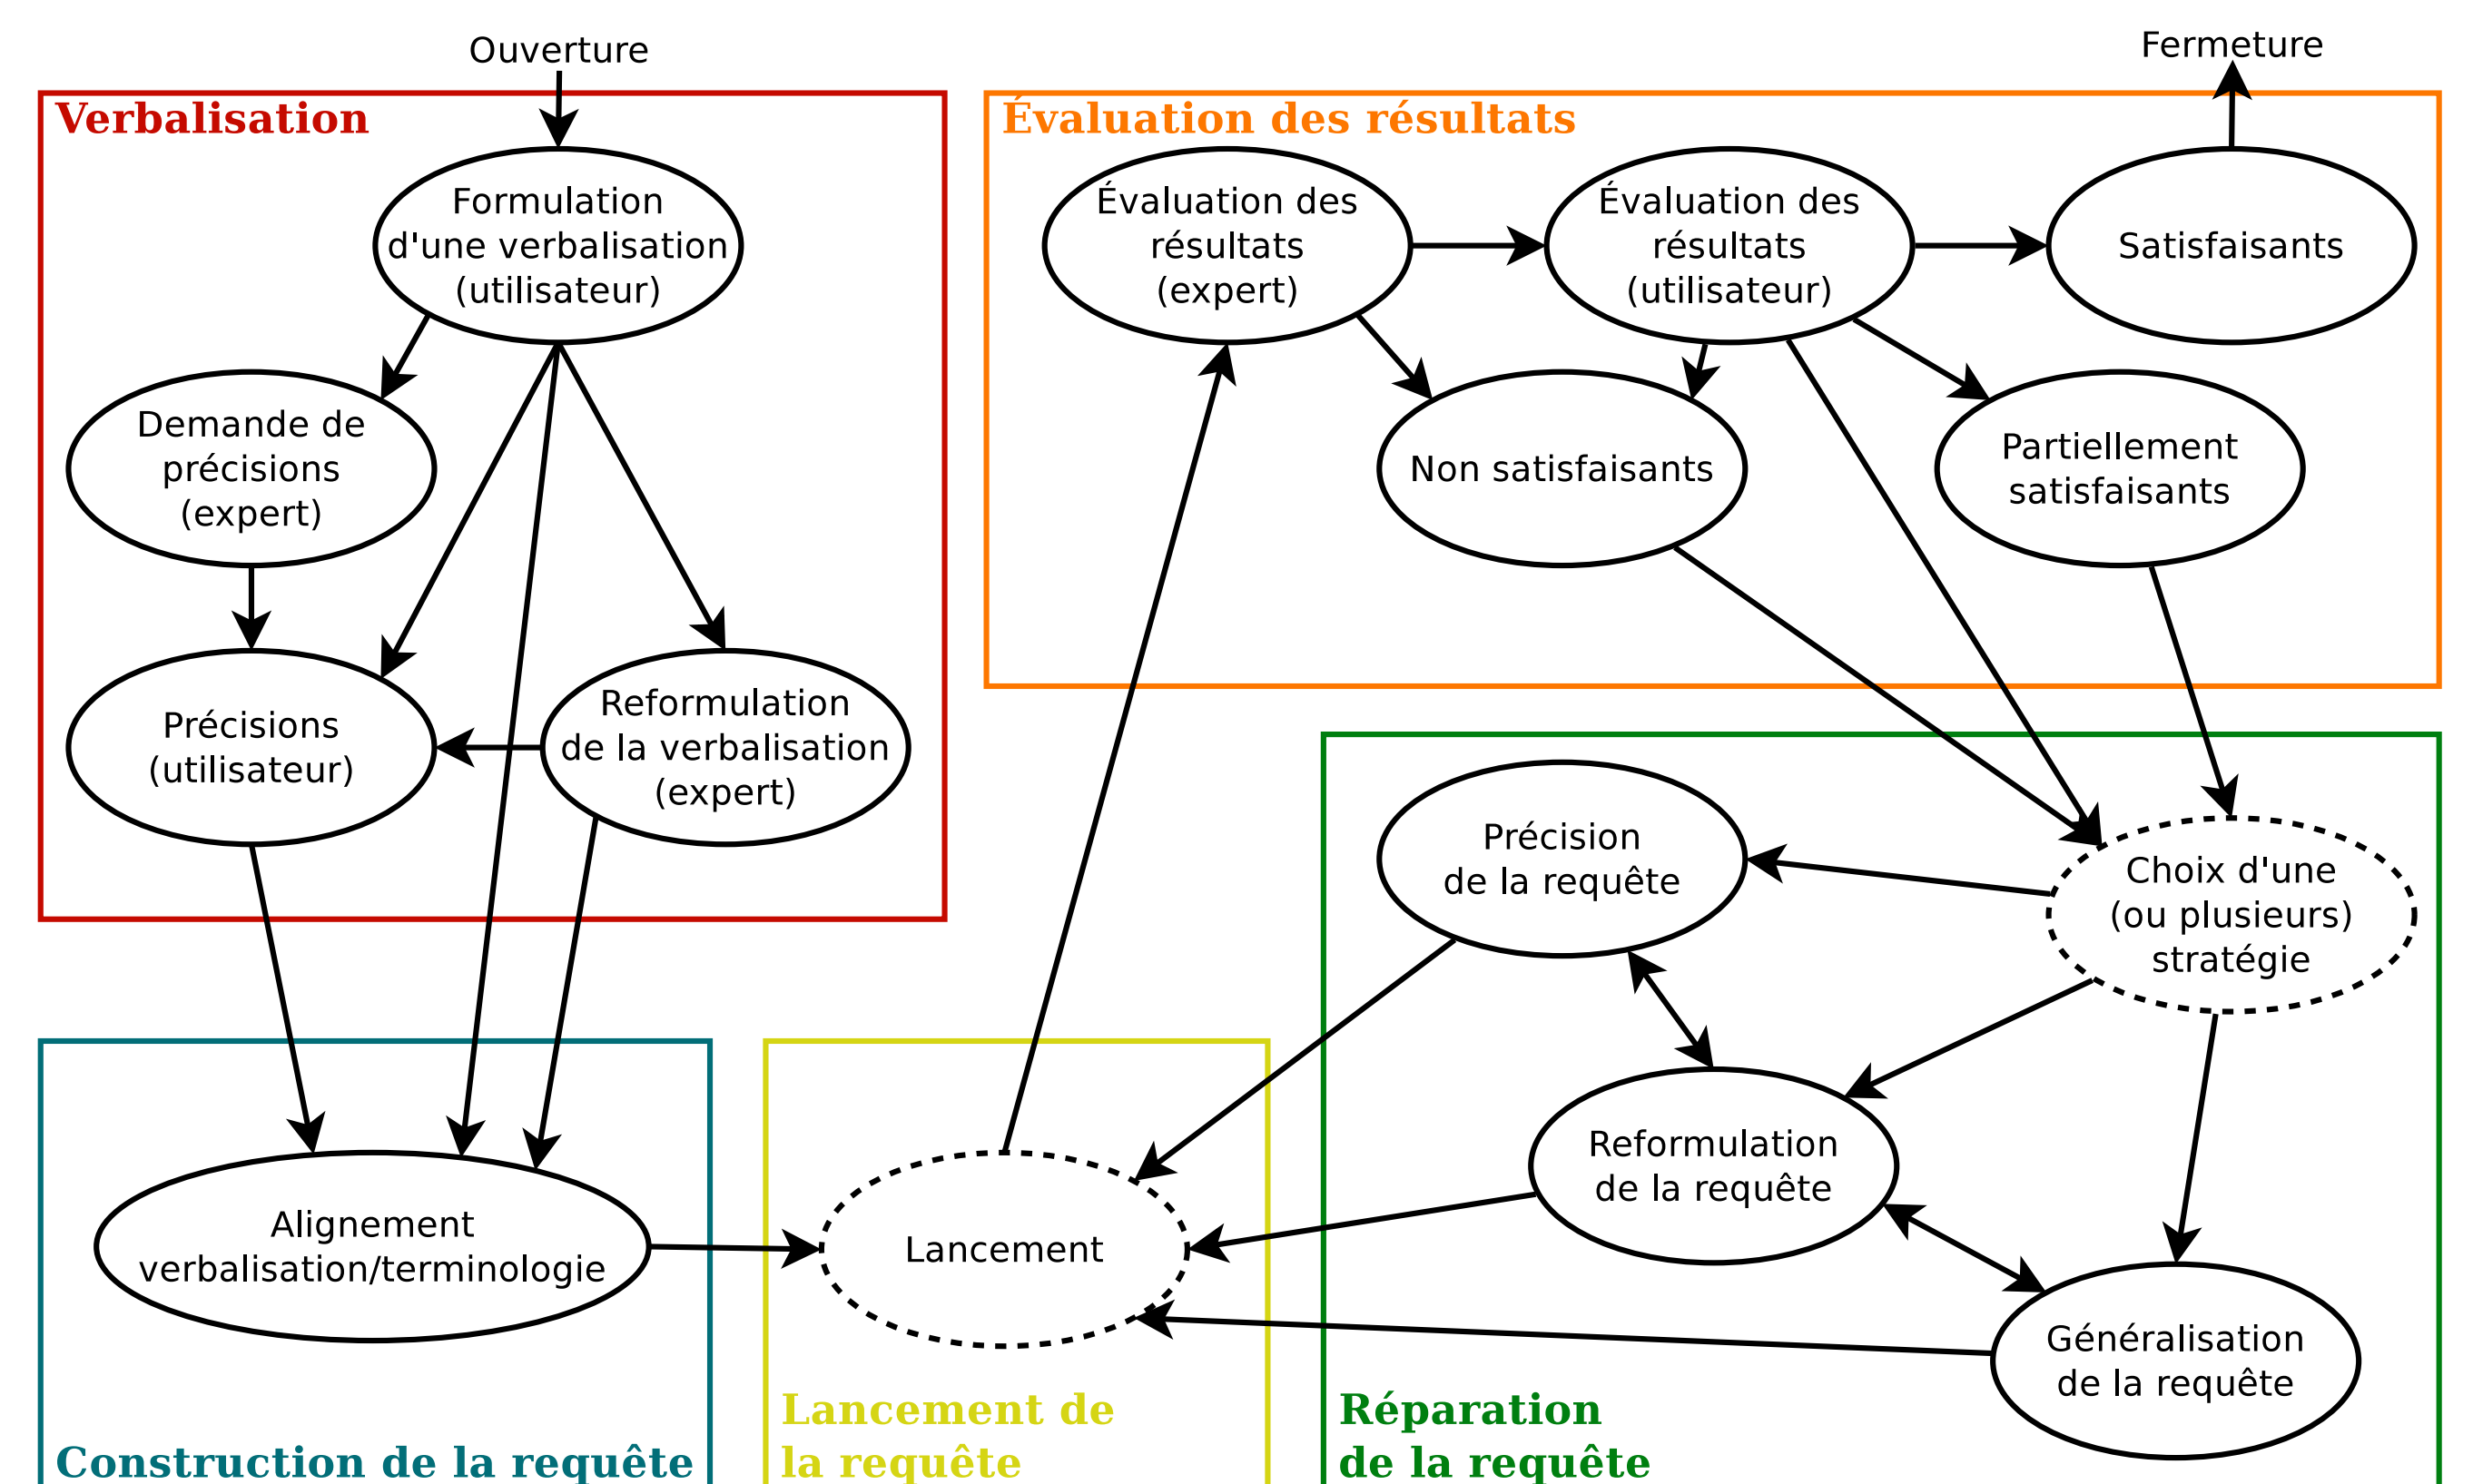 Ouverture
Fermeture
Verbalisation
Formulation
d'une verbalisation
(utilisateur)
Demande de
précisions
(expert)
Précisions
(utilisateur)
Reformulation
de la verbalisation
(expert)
Évaluation des résultats
Évaluation des
résultats
(expert)
Évaluation des
résultats
(utilisateur)
Satisfaisants
Non satisfaisants
Partiellement
satisfaisants
Alignement
verbalisation/terminologie
Construction de la requête
Lancement
Lancement de
la requête
Précision
de la requête
Choix d'une
(ou plusieurs)
stratégie
Reformulation
de la requête
Généralisation
de la requête
Réparation
de la requête